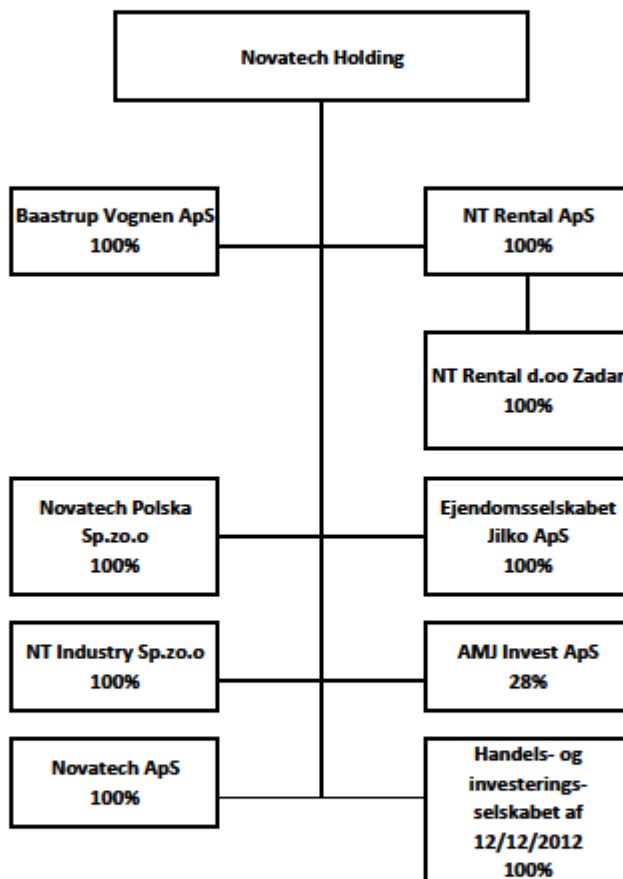 Novatech Holding
Baastrup Vognen ApS
100%
NT Rental ApS
100%
NT Rental d.oo Zadar
100%
Novatech Polska
Sp.zo.o
100%
Ejendomsselskabet
Jilko ApS
100%
NT Industry Sp.zo.o
100%
AMJ Invest ApS
28%
Novatech ApS
100%
Handels- og
investerings-
selskabet af
12/12/2012
100%